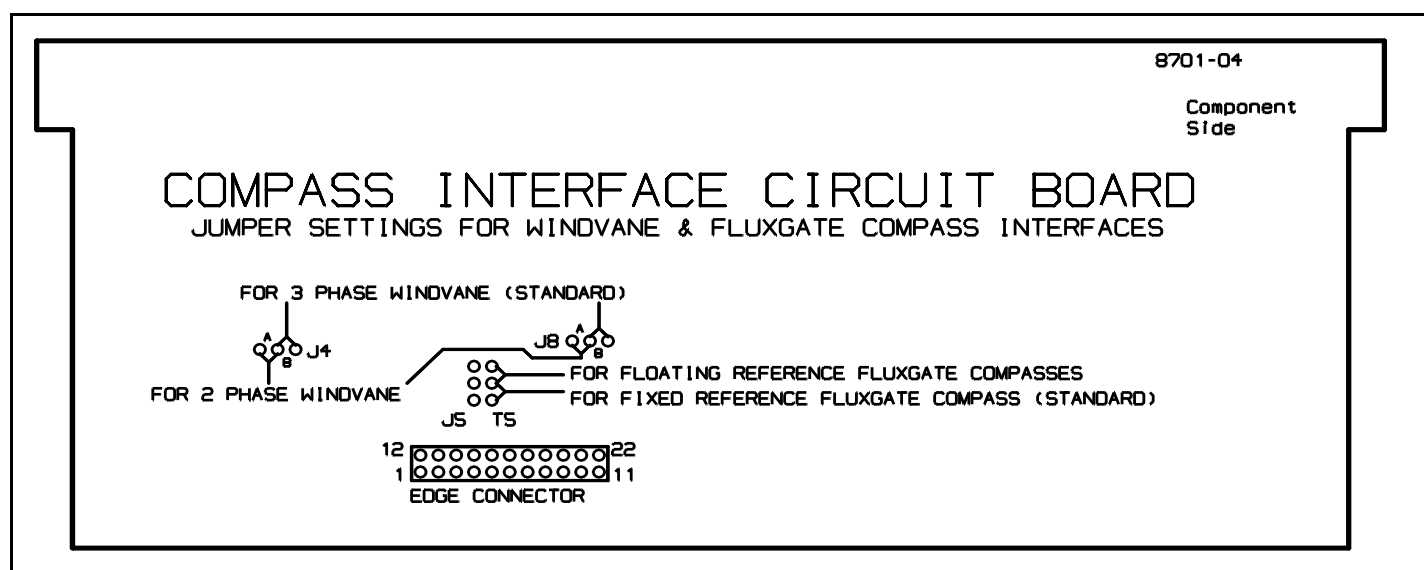 8701-04
Component
Side
COMPASS INTERFACE CIRCUIT BOARD
JUMPER SETTINGS FOR WINDVANE & FLUXGATE COMPASS INTERFACES
FOR 3 PHASE WINDVANE (STANDARD)
A
B
J4
J8
A
B
FOR 2 PHASE WINDVANE
FOR FLOATING REFERENCE FLUXGATE COMPASSES
FOR FIXED REFERENCE FLUXGATE COMPASS (STANDARD)
J5 T5
12 22
1 11
EDGE CONNECTOR